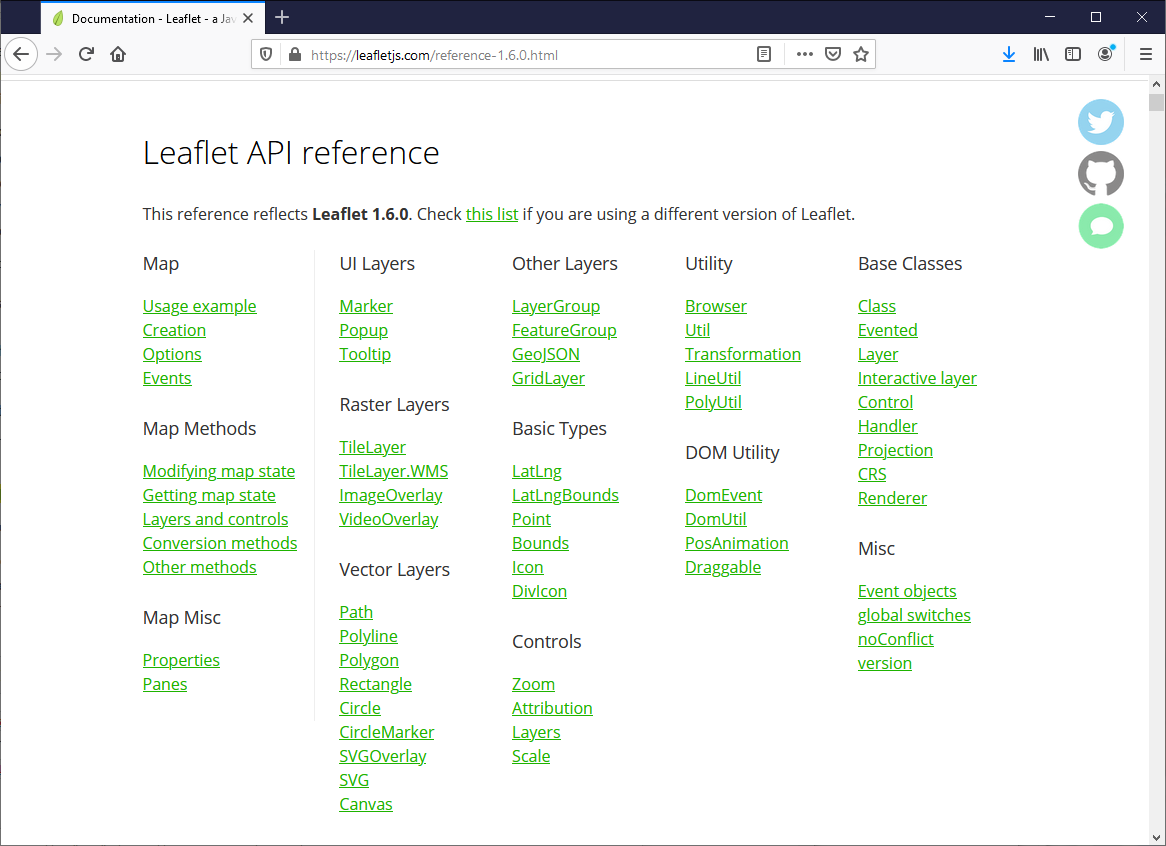 Documentation - Leaflet - a Jav
https://leafletjs.com/reference-1.6.0.html
Leaflet API reference
This reference reflects Leaflet 1.6.0. Check this list if you are using a different version of Leaflet.
Map
Usage example
Creation
Options
Events
Map Methods
Modifying map state
Getting map state
Layers and controls
Conversion methods
Other methods
Map Misc
Properties
Panes
UI Layers
Marker
Popup
Tooltip
Raster Layers
TileLayer
TileLayer.WMS
ImageOverlay
VideoOverlay
Vector Layers
Path
Polyline
Polygon
Rectangle
Circle
CircleMarker
SVGOverlay
SVG
Canvas
Other Layers
LayerGroup
FeatureGroup
GeoJSON
GridLayer
Basic Types
LatLng
LatLngBounds
Point
Bounds
Icon
DivIcon
Controls
Zoom
Attribution
Layers
Scale
Utility
Browser
Util
Transformation
LineUtil
PolyUtil
DOM Utility
DomEvent
DomUtil
PosAnimation
Draggable
Base Classes
Class
Evented
Layer
Interactive layer
Control
Handler
Projection
CRS
Renderer
Misc
Event objects
global switches
noConflict
version